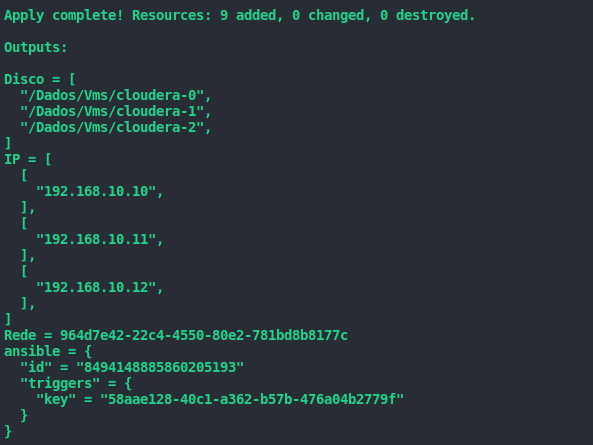 Apply complete! Resources: 9 added, 0 changed, 0 destroyed.
Outputs:
Disco = [
  "/Dados/Vms/cloudera-0",
  "/Dados/Vms/cloudera-1",
  "/Dados/Vms/cloudera-2",
]
IP = [
  [
    "192.168.10.10",
  ],
  [
    "192.168.10.11",
  ],
  [
    "192.168.10.12",
  ],
]
Rede = 964d7e42-22c4-4550-80e2-781bd8b8177c
ansible = {
  "id" = "8494148885860205193"
  "triggers" = {
    "key" = "58aae128-40c1-a362-b57b-476a04b2779f"
  }
}